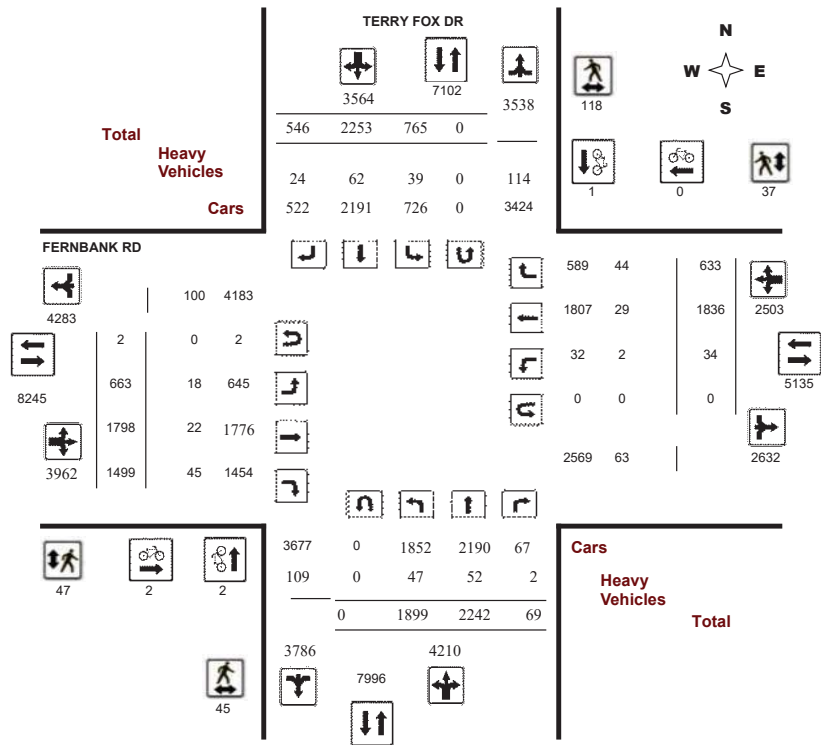 TERRY FOX DR
N
W E
S
3564 7102 3538 118
Total 546 2253 765 0
Heavy
Vehicles
24 62 39 0 114
1 0 37
Cars 522 2191 726 0 3424
FERNBANK RD
4283
100 4183
589 44 633
2503
8245
2 0 2
1807 29 1836
5135
663 18 645
32 2 34
1798 22 1776
0 0 0
3962
1499 45 1454
2569 63 2632
47 2 2
3677 0 1852 2190 67 Cars
109 0 47 52 2 Heavy
Vehicles
0 1899 2242 69 Total
3786 7996 4210
45